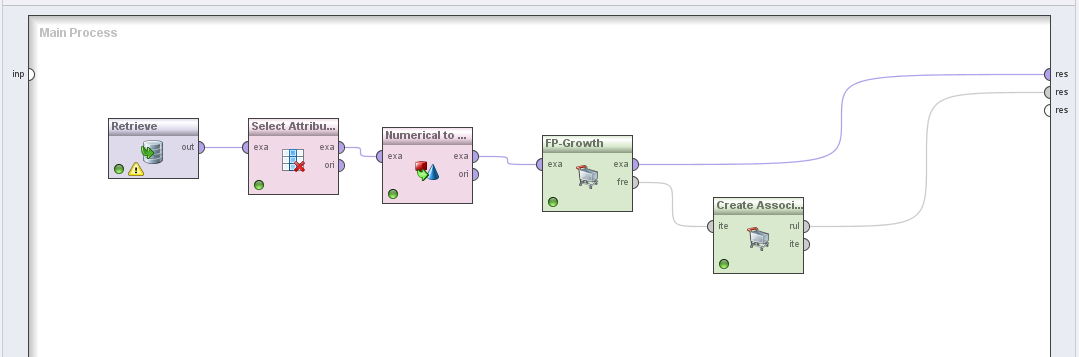 Main Process
inp
res
res
res
Retrieve
out
Select Attribu...
exa
exa
ori
Numerical to ...
exa
exa
ori
FP-Growth
exa
exa
fre
Create Associ...
ite
rul
ite